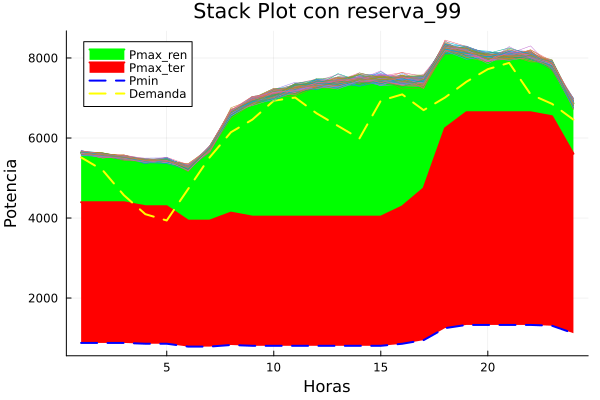 Stack Plot con reserva_99
Pmax_ren
Pmax_ter
Pmin
Demanda
8000
6000
4000
2000
Potencia
5
10
15
20
Horas